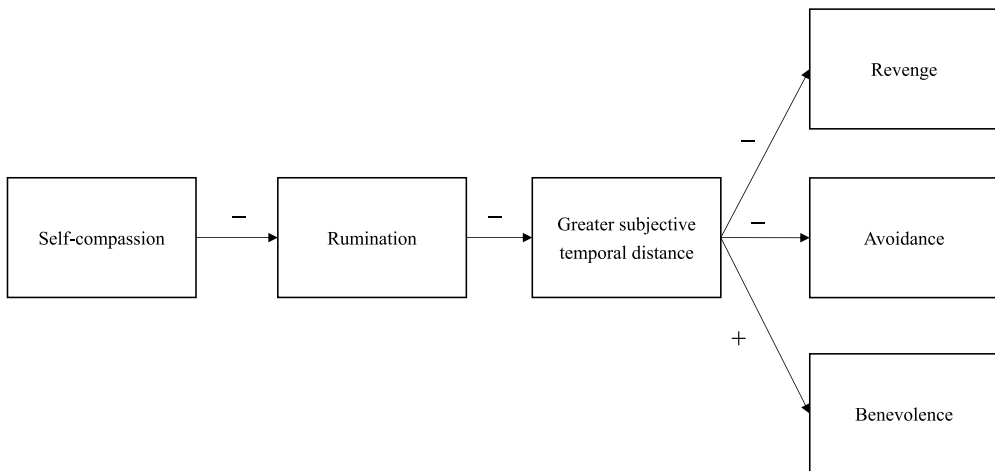 Revenge
−
Self-compassion
−
Rumination
−
Greater subjective
temporal distance
−
Avoidance
+
Benevolence